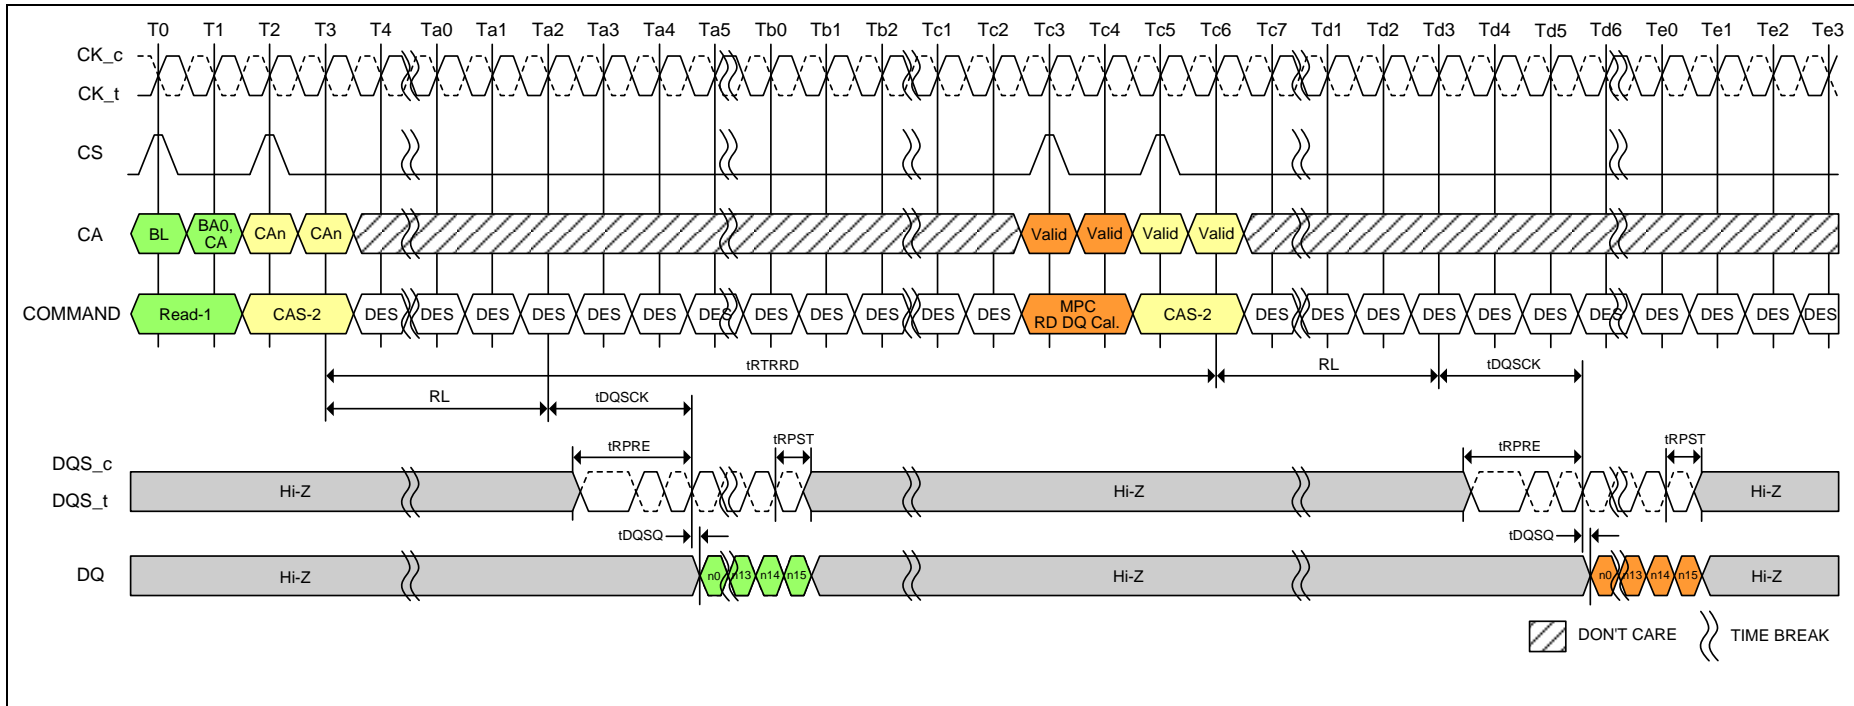 T0 T1 T2 T3 T4 Ta0 Ta1 Ta2 Ta3 Ta4 Ta5 Tb0 Tb1 Tb2 Tc1 Tc2 Tc3 Tc4 Tc5 Tc6 Tc7 Td1 Td2 Td3 Td4 Td5 Td6 Te0 Te1 Te2 Te3
CK_c
CK_t
CS
CA BL BA0, CA CAn CAn Valid Valid Valid Valid
COMMAND Read-1 CAS-2 DES DES DES DES DES DES DES DES DES DES DES DES MPC RD DQ Cal. CAS-2 DES DES DES DES DES DES DES DES DES DES DES
tRTRRD RL tDQSCK
RL tDQSCK
tRPRE tRPST tRPRE tRPST
DQS_c
DQS_t Hi-Z Hi-Z Hi-Z
tDQSQ tDQSQ
DQ Hi-Z n0 n13 n14 n15 Hi-Z n0 n13 n14 n15 Hi-Z
DON'T CARE TIME BREAK